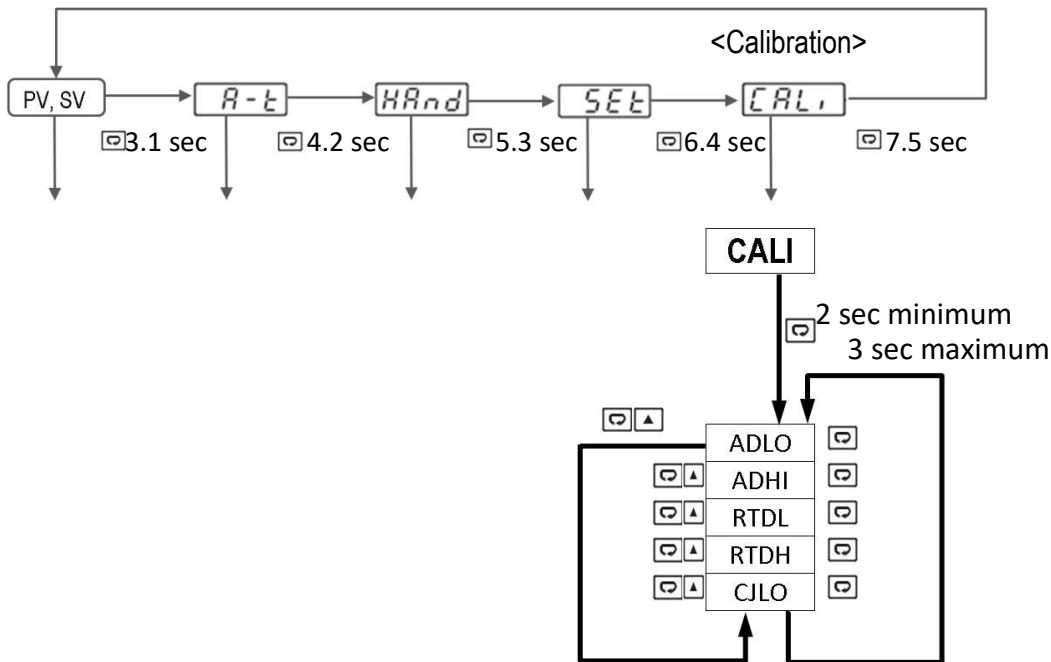 <Calibration>
PV, SV
A-t
HAnd
SEt
CALi
3.1 sec
4.2 sec
5.3 sec
6.4 sec
7.5 sec
CALI
2 sec minimum
3 sec maximum
ADLO
ADHI
RTDL
RTDH
CJLO